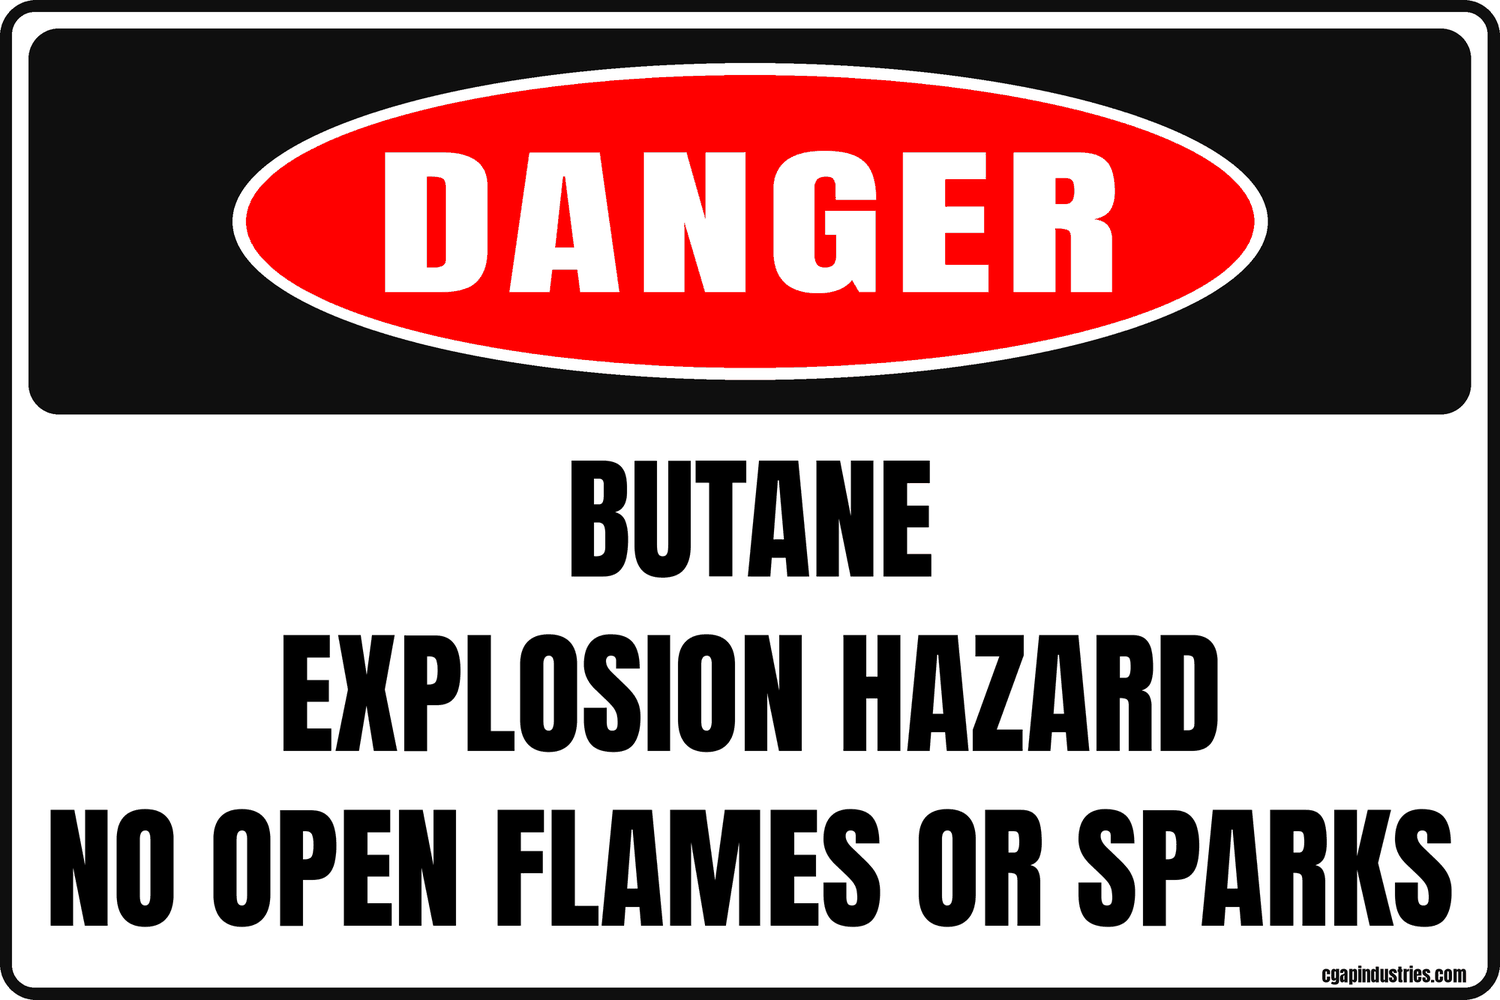 DANGER
BUTANE
EXPLOSION HAZARD
NO OPEN FLAMES OR SPARKS
cgapindustries.com